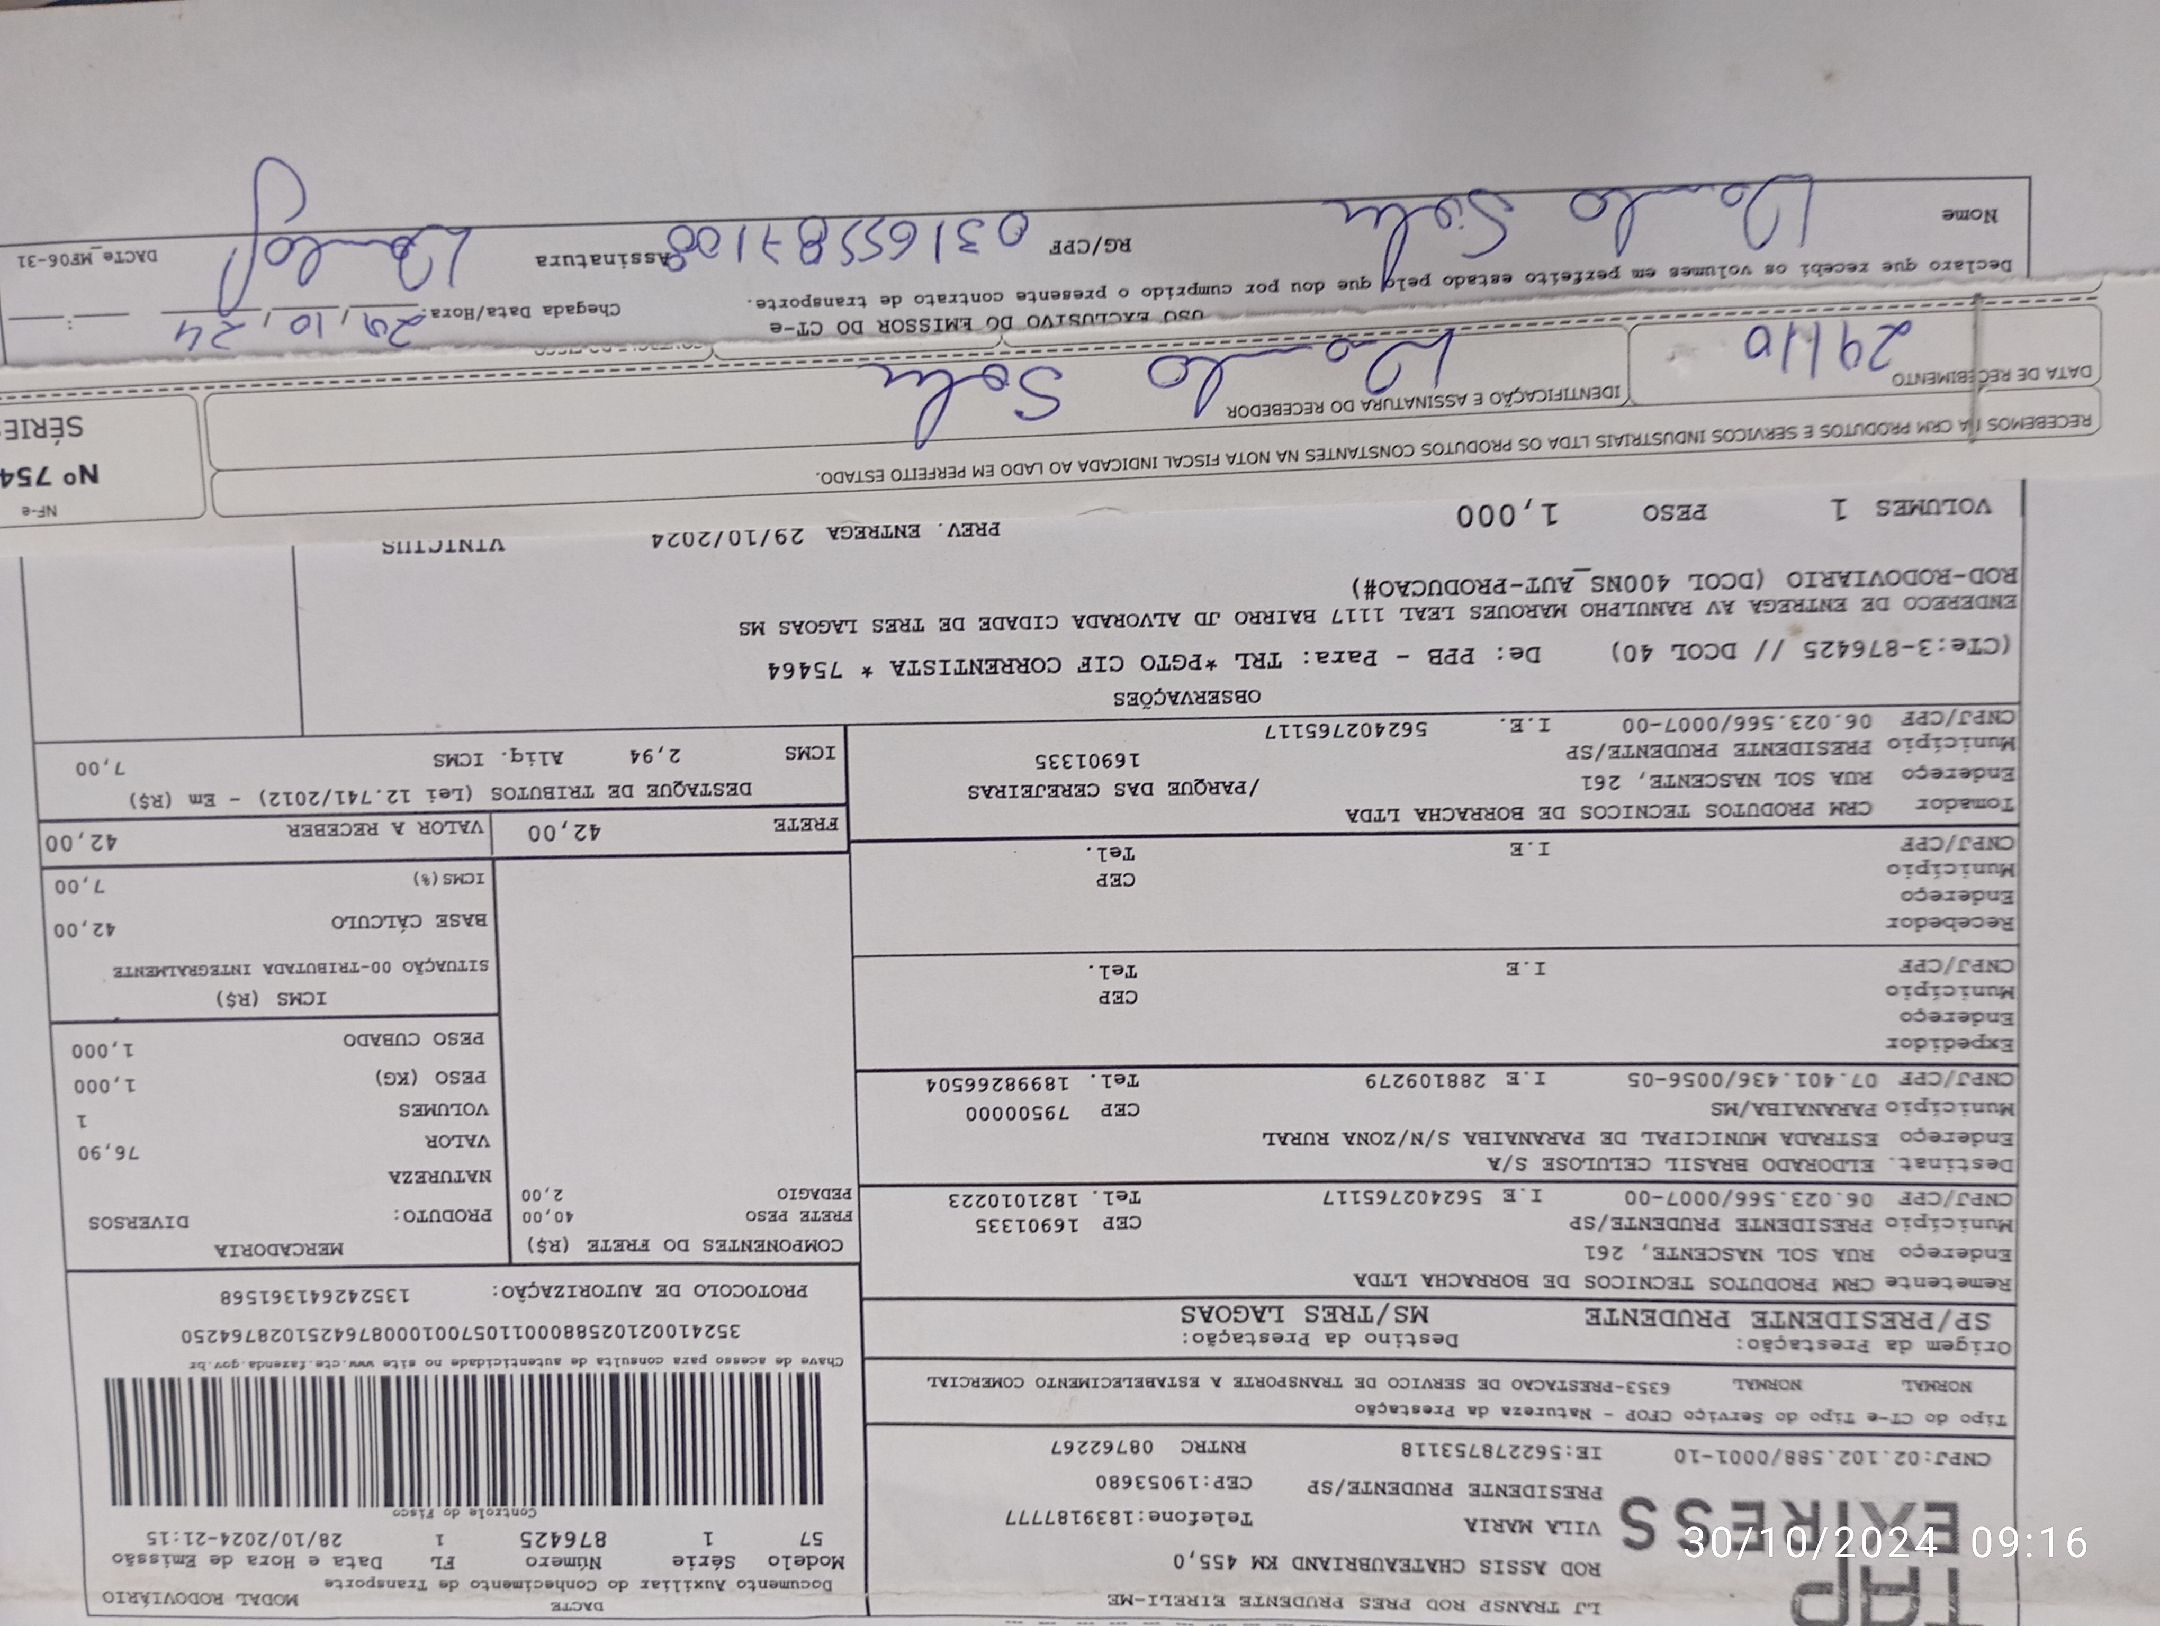 TAP
EXIRESS
LJ TRANSP ROD PRES PRUDENTE EIRELI-ME
ROD ASSIS CHATEAUBRIAND KM 455,0
VILA MARIA Telefone:1839187777
PRESIDENTE PRUDENTE/SP CEP:19053680
CNPJ:02.102.588/0001-10 IE:562278753118 RNTRC 08762267
DACTE MODAL RODOVIÁRIO
Documento Auxiliar do Conhecimento de Transporte
Modelo Série Número FL Data e Hora de Emissão
57 1 876425 1 28/10/2024-21:15
Controle do Fisco
Chave de acesso para consulta de autenticidade no site www.cte.fazenda.gov.br
35241002102588000110570010008764251028764250
PROTOCOLO DE AUTORIZAÇÃO: 135242641361568
Tipo do CT-e Tipo do Serviço CFOP - Natureza da Prestação
NORMAL NORMAL 6353-PRESTACAO DE SERVICO DE TRANSPORTE A ESTABELECIMENTO COMERCIAL
Origem da Prestação: Destino da Prestação:
SP/PRESIDENTE PRUDENTE MS/TRES LAGOAS
Remetente CRM PRODUTOS TECNICOS DE BORRACHA LTDA
Endereço RUA SOL NASCENTE, 261
Município PRESIDENTE PRUDENTE/SP CEP 16901335
CNPJ/CPF 06.023.566/0007-00 I.E 562402765117 Tel. 1821010223
Destinat. ELDORADO BRASIL CELULOSE S/A
Endereço ESTRADA MUNICIPAL DE PARANAIBA S/N/ZONA RURAL
Município PARANAIBA/MS CEP 79500000
CNPJ/CPF 07.401.436/0056-05 I.E 288109279 Tel. 18998266504
Expedidor
Endereço
Município CEP
CNPJ/CPF I.E Tel.
Recebedor
Endereço
Município CEP
CNPJ/CPF I.E Tel.
Tomador CRM PRODUTOS TECNICOS DE BORRACHA LTDA
Endereço RUA SOL NASCENTE, 261 /PARQUE DAS CEREJEIRAS
Município PRESIDENTE PRUDENTE/SP 16901335
CNPJ/CPF 06.023.566/0007-00 I.E. 562402765117
COMPONENTES DO FRETE (R$)
FRETE PESO 40,00
PEDAGIO 2,00
MERCADORIA
PRODUTO: DIVERSOS
NATUREZA
VALOR 76,90
VOLUMES 1
PESO (KG) 1,000
PESO CUBADO 1,000
ICMS (R$)
SITUAÇÃO 00-TRIBUTADA INTEGRALMENTE
BASE CÁLCULO 42,00
ICMS(%) 7,00
FRETE 42,00 VALOR A RECEBER 42,00
DESTAQUE DE TRIBUTOS (Lei 12.741/2012) - Em (R$)
ICMS 2,94 Aliq. ICMS 7,00
OBSERVAÇÕES
(CTe:3-876425 // DCOL 40) De: PPB - Para: TRL *PGTO CIF CORRENTISTA * 75464
ENDERECO DE ENTREGA AV RANULPHO MARQUES LEAL 1117 BAIRRO JD ALVORADA CIDADE DE TRES LAGOAS MS
ROD-RODOVIARIO (DCOL 400NS_AUT-PRODUCAO#)
VOLUMES 1 PESO 1,000 PREV. ENTREGA 29/10/2024 VINICIUS
RECEBEMOS DA CRM PRODUTOS E SERVICOS INDUSTRIAIS LTDA OS PRODUTOS CONSTANTES NA NOTA FISCAL INDICADA AO LADO EM PERFEITO ESTADO.
NF-e
Nº 754
SÉRIE:
DATA DE RECEBIMENTO IDENTIFICAÇÃO E ASSINATURA DO RECEBEDOR
29/10
USO EXCLUSIVO DO EMISSOR DO CT-e
Declaro que recebi os volumes em perfeito estado pelo que dou por cumprido o presente contrato de transporte.
Chegada Data/Hora: 29, 10, 24
Nome RG/CPF 03165587108 Assinatura
DACTe_MF06-31
30/10/2024 09:16